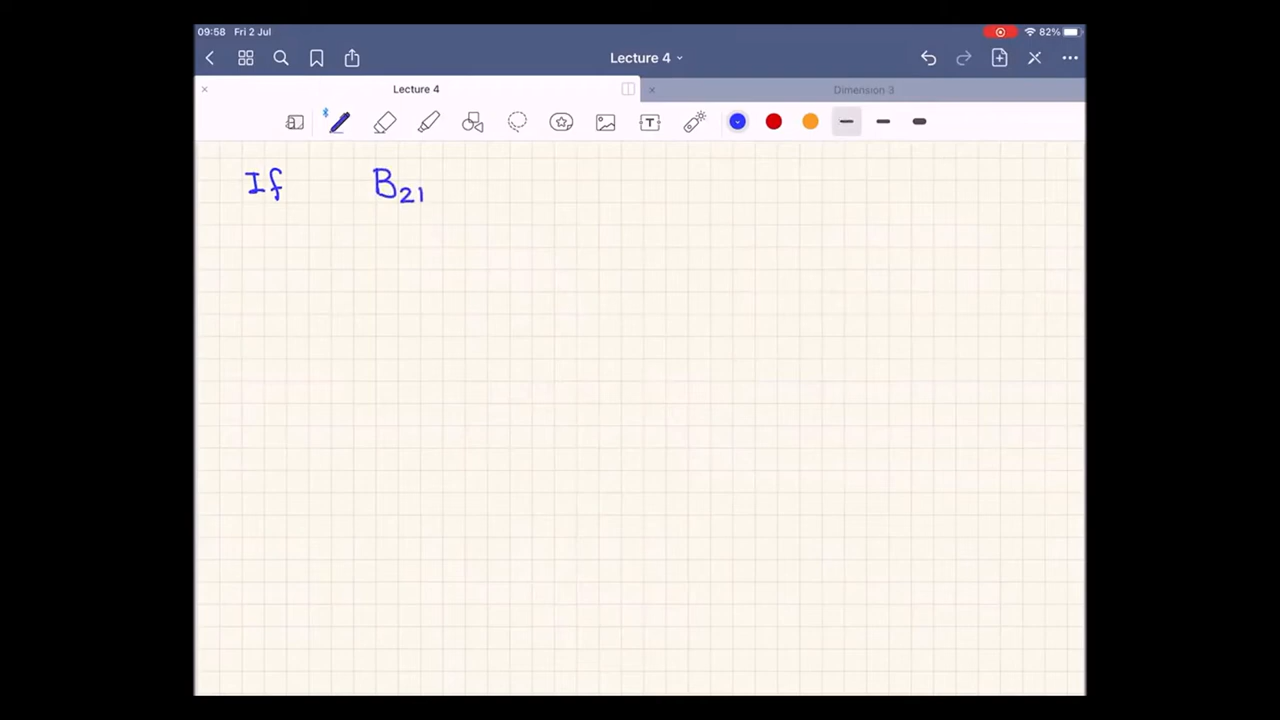 09:58 Fri 2 Jul 82%
Lecture 4
Lecture 4 Dimension 3
If B₂₁